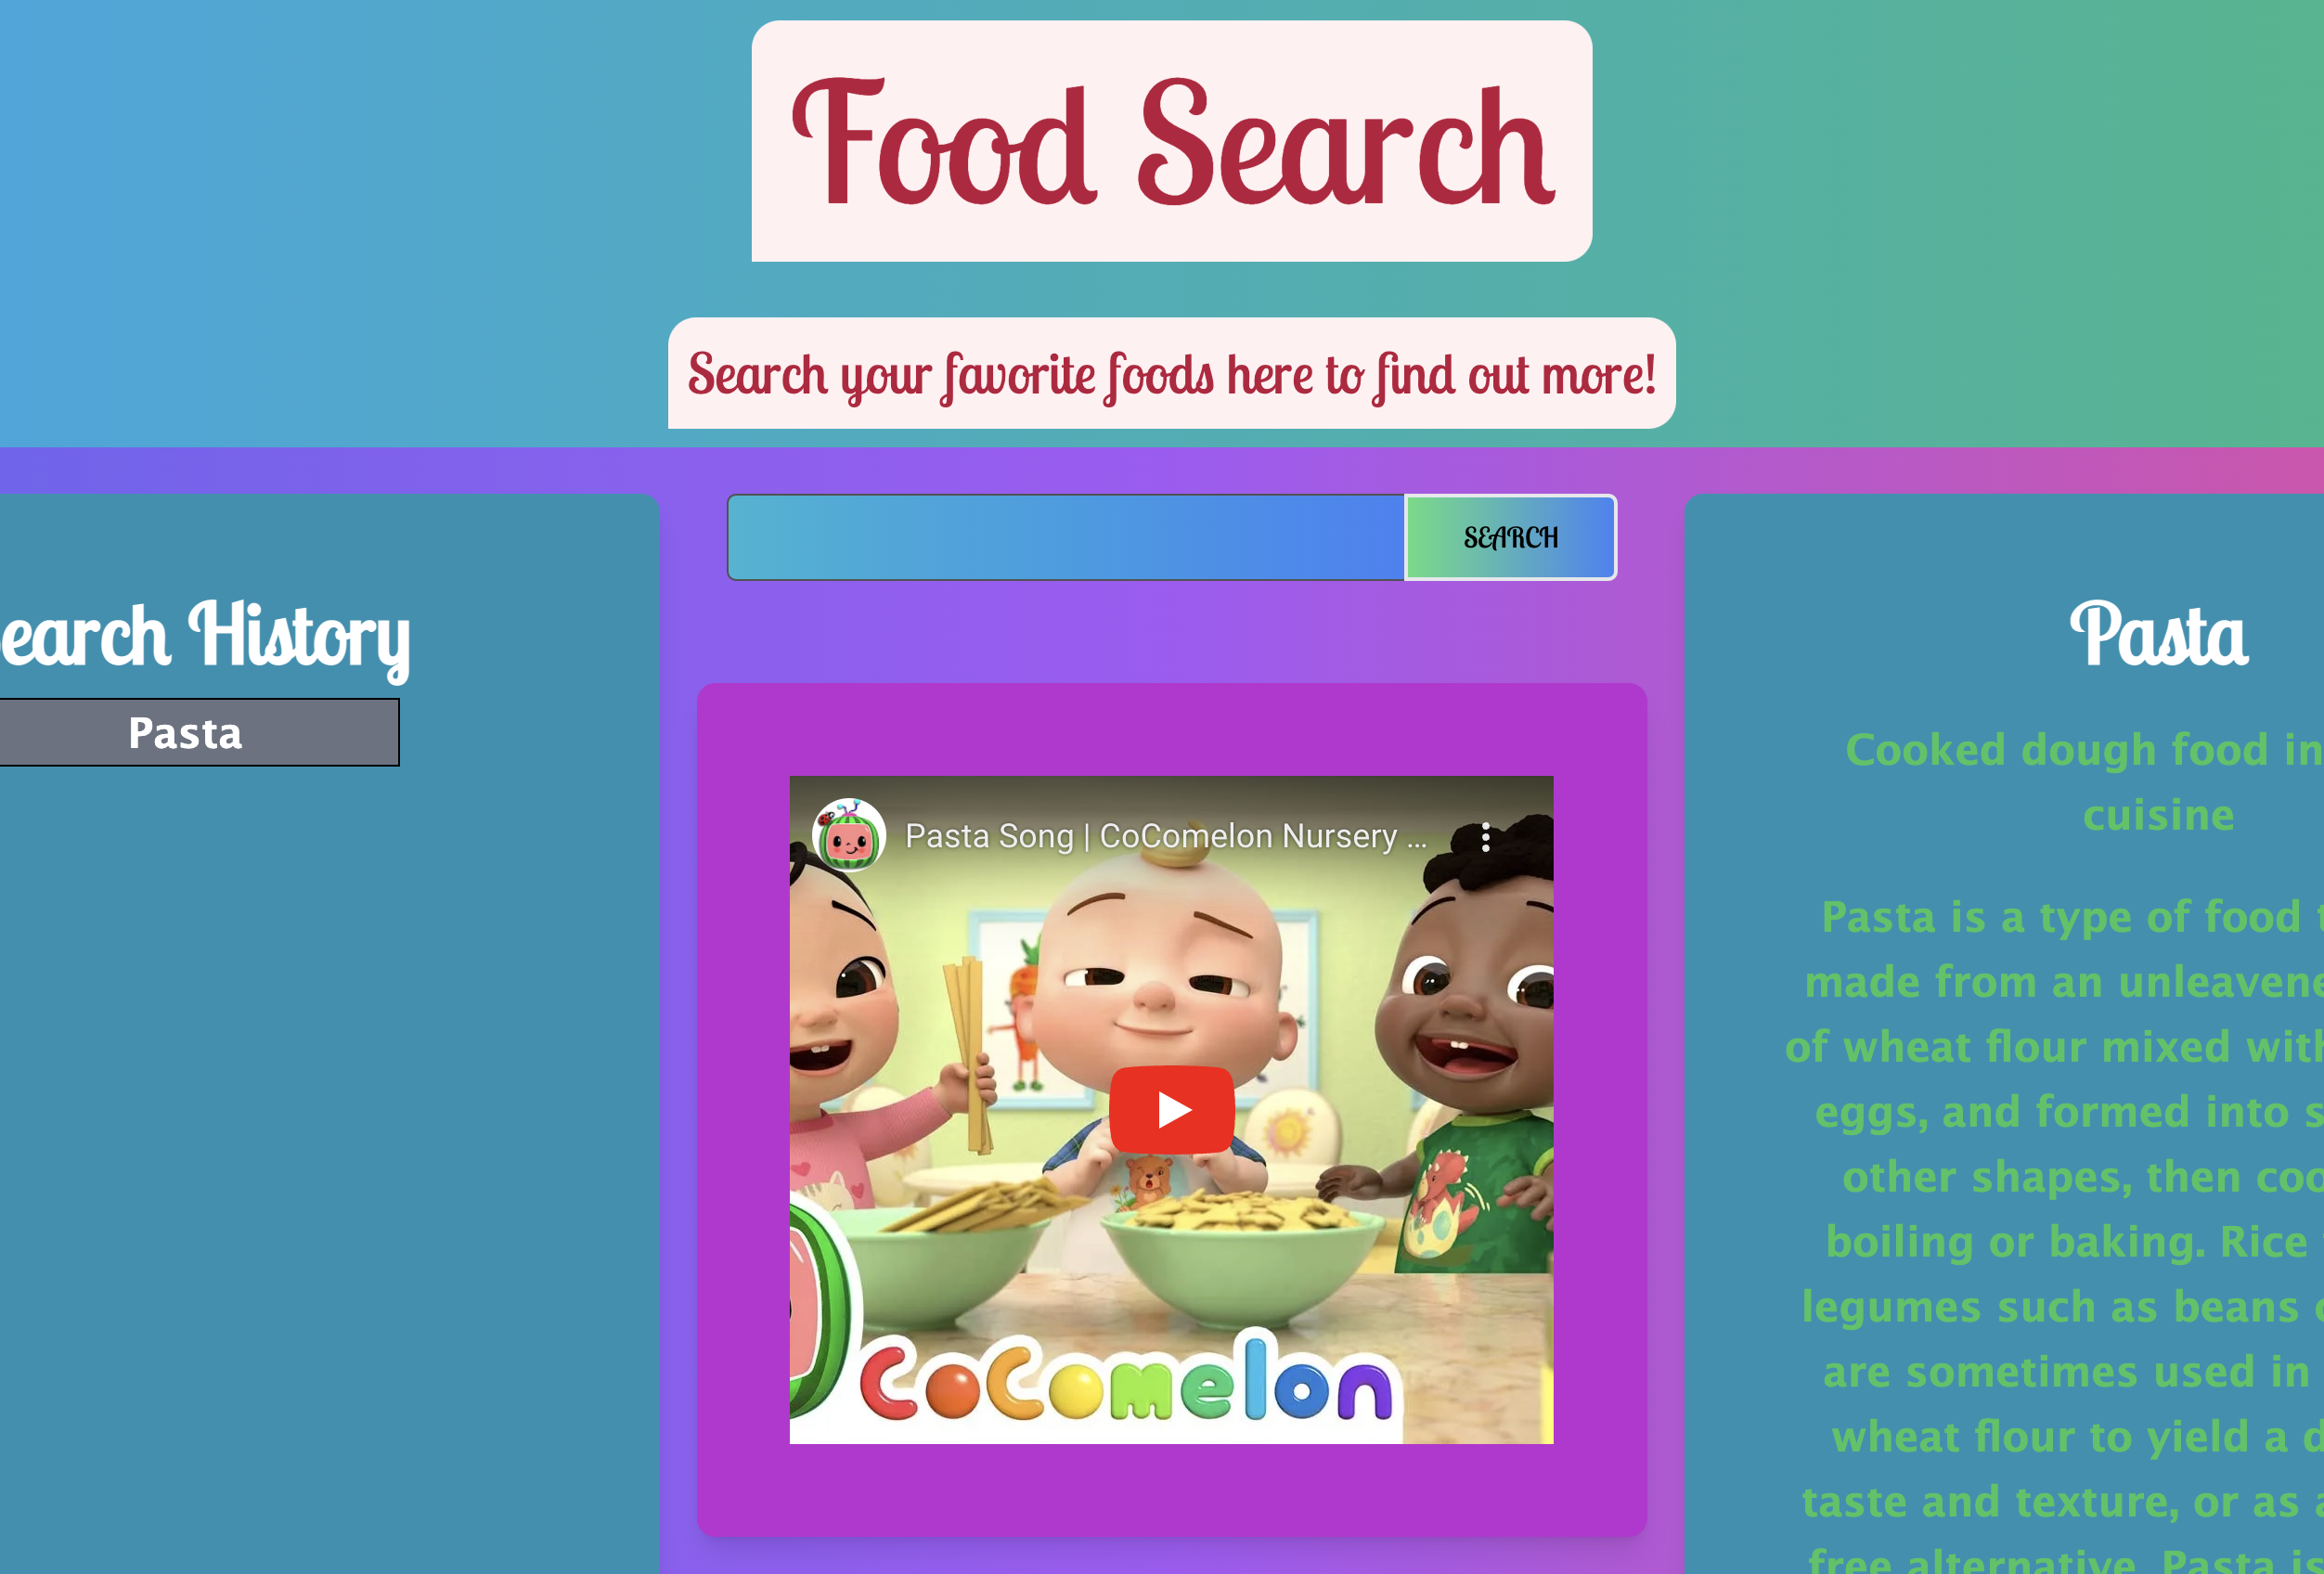 Food Search
Search your favorite foods here to find out more!
SEARCH
earch History
Pasta
Pasta Song | CoComelon Nursery ...
CoComelon
Pasta
Cooked dough food in
cuisine
Pasta is a type of food
made from an unleavene
of wheat flour mixed with
eggs, and formed into s
other shapes, then coo
boiling or baking. Rice
legumes such as beans
are sometimes used in
wheat flour to yield a d
taste and texture, or as a
free alternative. Pasta is